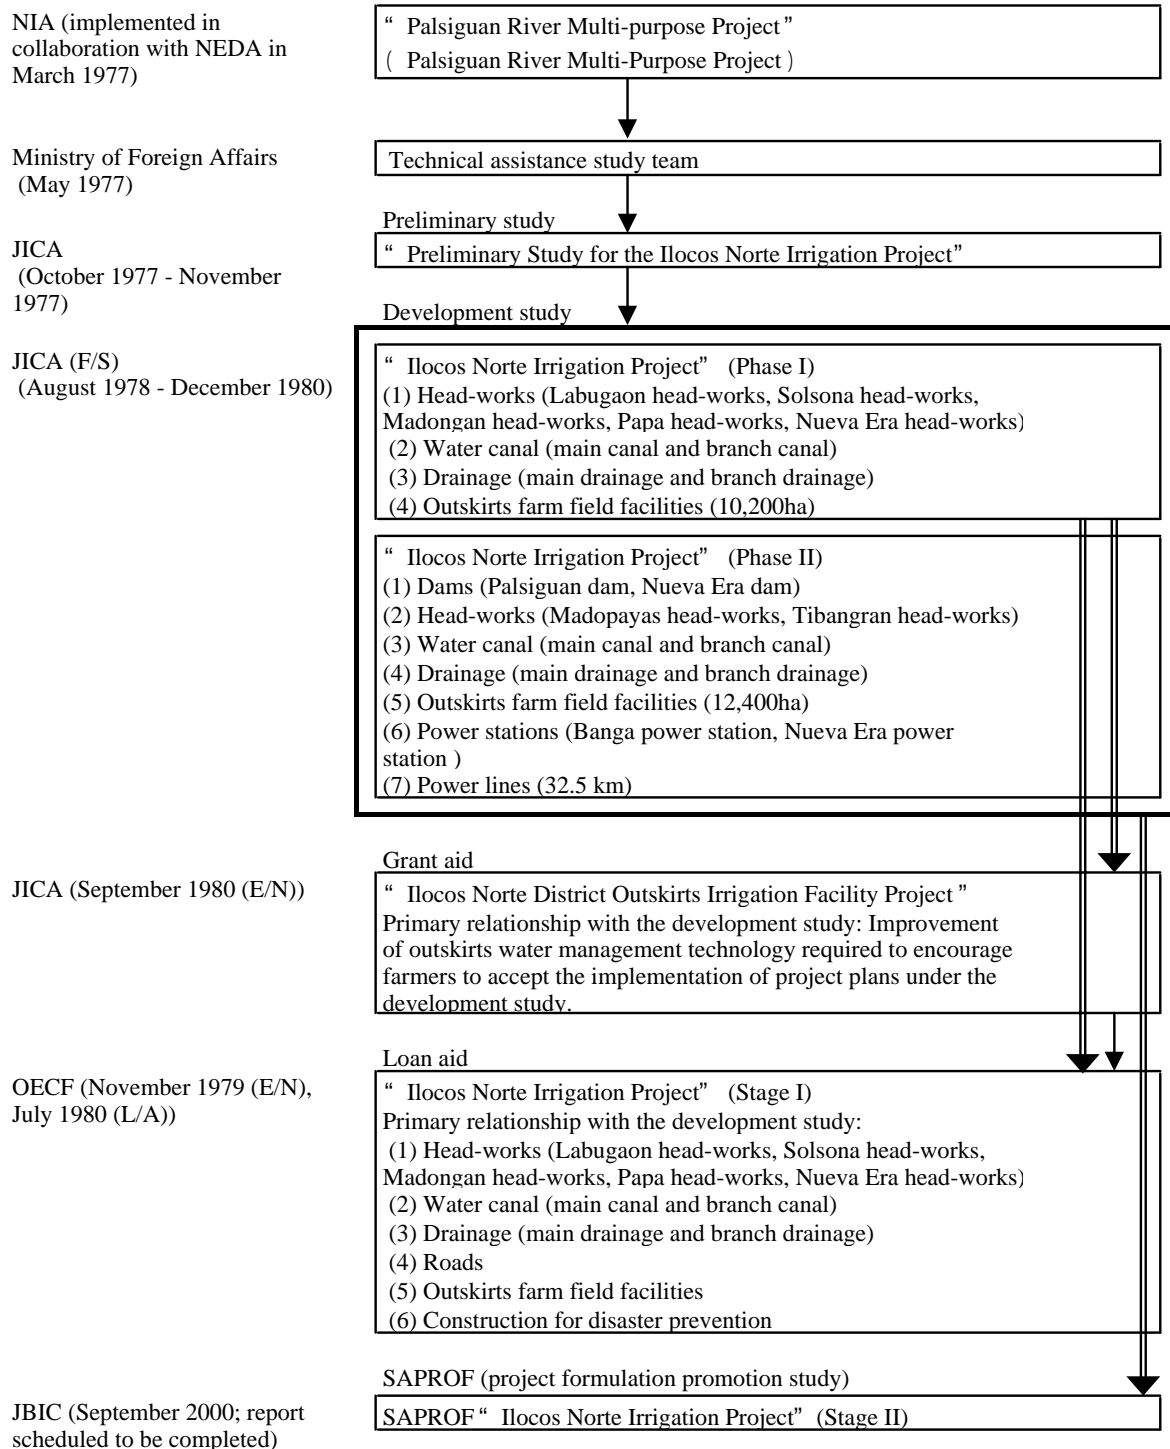 NIA (implemented in
collaboration with NEDA in
March 1977)
“ Palsiguan River Multi-purpose Project”
( Palsiguan River Multi-Purpose Project )
Ministry of Foreign Affairs
(May 1977)
Technical assistance study team
Preliminary study
JICA
(October 1977 - November
1977)
“ Preliminary Study for the Ilocos Norte Irrigation Project”
Development study
JICA (F/S)
(August 1978 - December 1980)
“ Ilocos Norte Irrigation Project” (Phase I)
(1) Head-works (Labugaon head-works, Solsona head-works,
Madongan head-works, Papa head-works, Nueva Era head-works)
(2) Water canal (main canal and branch canal)
(3) Drainage (main drainage and branch drainage)
(4) Outskirts farm field facilities (10,200ha)
“ Ilocos Norte Irrigation Project” (Phase II)
(1) Dams (Palsiguan dam, Nueva Era dam)
(2) Head-works (Madopayas head-works, Tibangran head-works)
(3) Water canal (main canal and branch canal)
(4) Drainage (main drainage and branch drainage)
(5) Outskirts farm field facilities (12,400ha)
(6) Power stations (Banga power station, Nueva Era power
station )
(7) Power lines (32.5 km)
Grant aid
JICA (September 1980 (E/N))
“ Ilocos Norte District Outskirts Irrigation Facility Project ”
Primary relationship with the development study: Improvement
of outskirts water management technology required to encourage
farmers to accept the implementation of project plans under the
development study.
Loan aid
OECF (November 1979 (E/N),
July 1980 (L/A))
“ Ilocos Norte Irrigation Project” (Stage I)
Primary relationship with the development study:
(1) Head-works (Labugaon head-works, Solsona head-works,
Madongan head-works, Papa head-works, Nueva Era head-works)
(2) Water canal (main canal and branch canal)
(3) Drainage (main drainage and branch drainage)
(4) Roads
(5) Outskirts farm field facilities
(6) Construction for disaster prevention
SAPROF (project formulation promotion study)
JBIC (September 2000; report
scheduled to be completed)
SAPROF“ Ilocos Norte Irrigation Project” (Stage II)